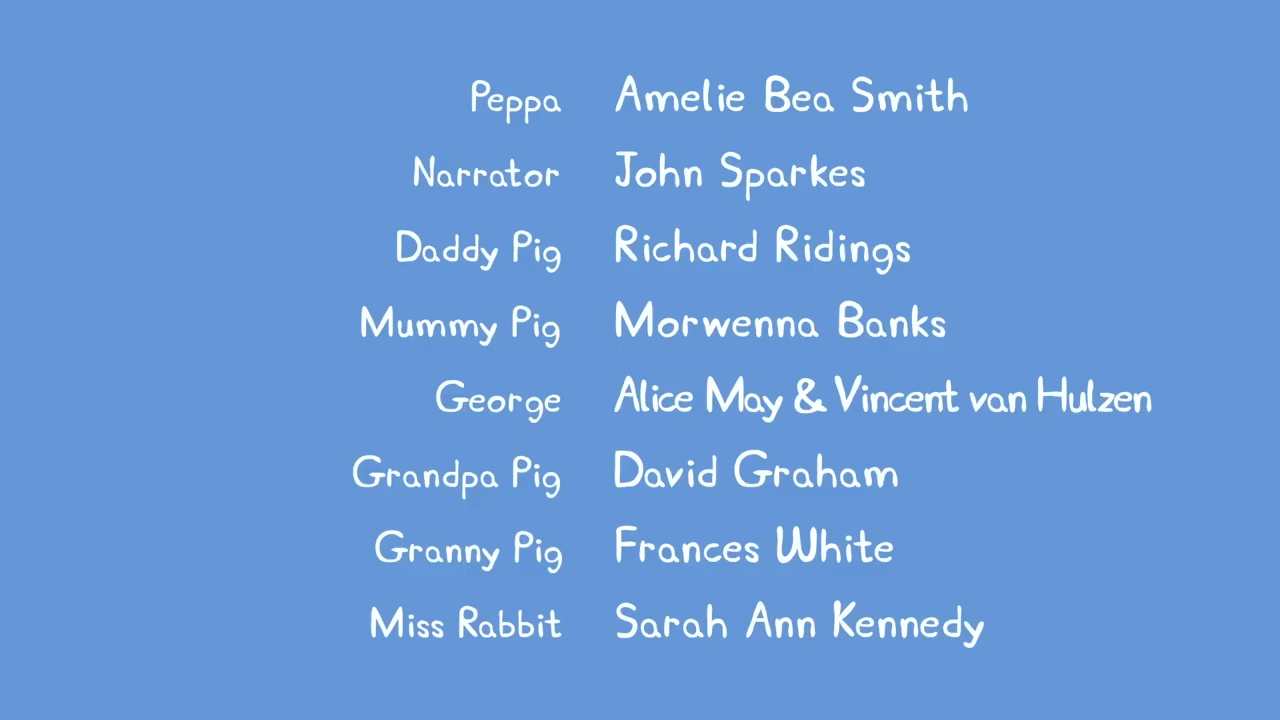 Peppa Amelie Bea Smith
Narrator John Sparkes
Daddy Pig Richard Ridings
Mummy Pig Morwenna Banks
George Alice May & Vincent van Hulzen
Grandpa Pig David Graham
Granny Pig Frances White
Miss Rabbit Sarah Ann Kennedy